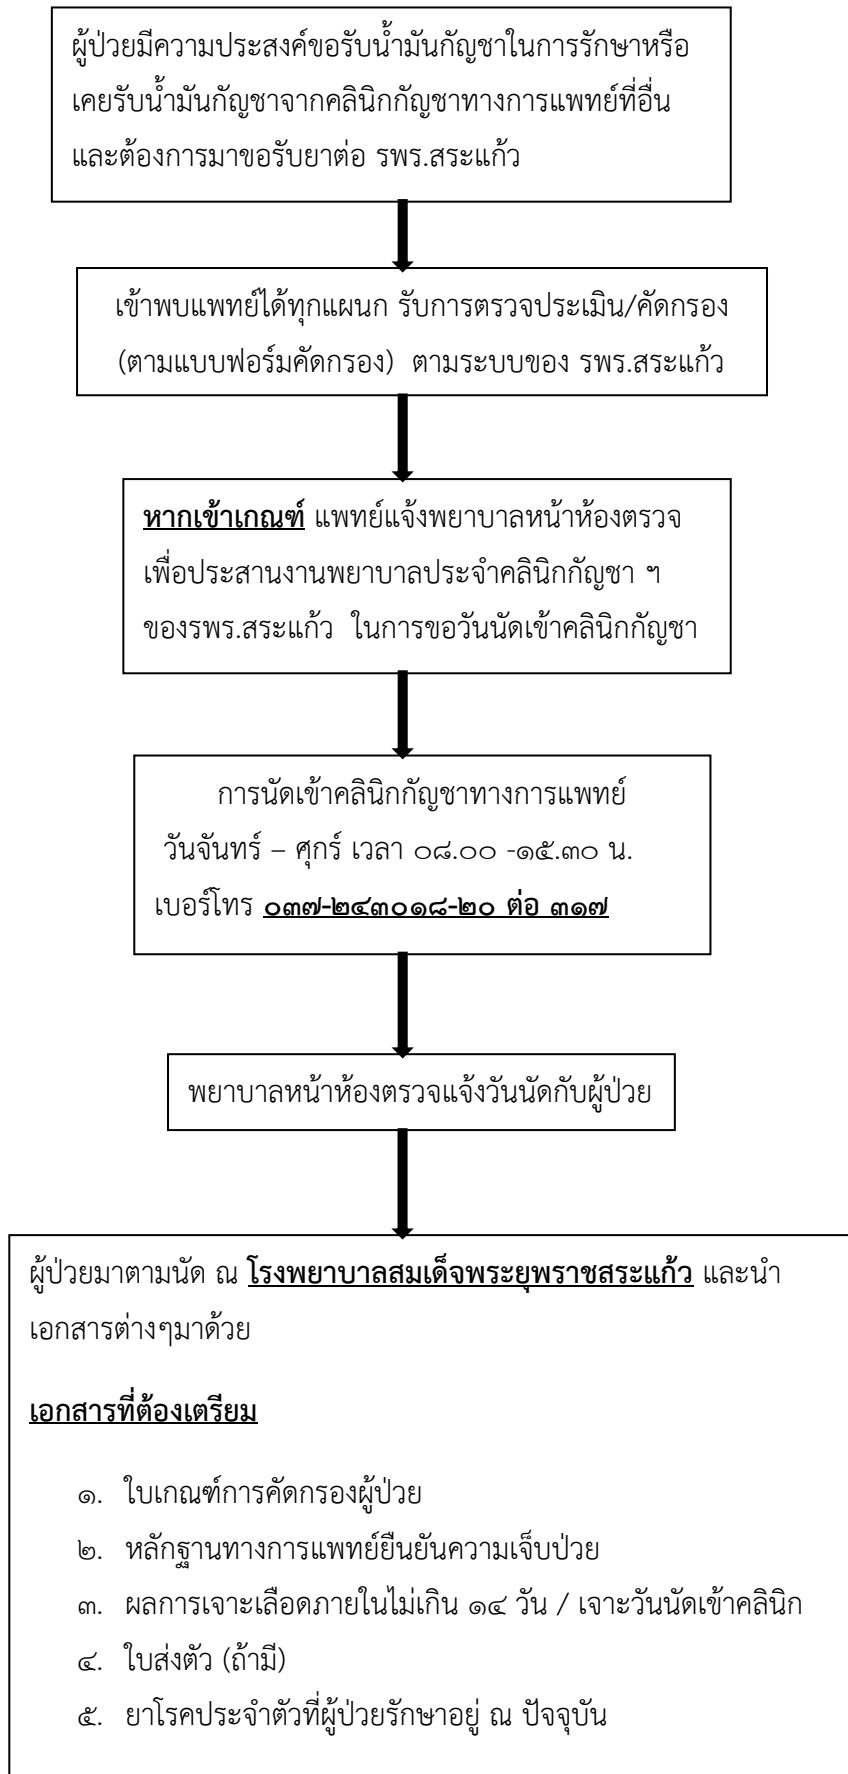 ผู้ป่วยมีความประสงค์ขอรับน้ำมันกัญชาในการรักษาหรือ
เคยรับน้ำมันกัญชาจากคลินิกกัญชาทางการแพทย์ที่อื่น
และต้องการมาขอรับยาต่อ รพร.สระแก้ว
เข้าพบแพทย์ได้ทุกแผนก รับการตรวจประเมิน/คัดกรอง
(ตามแบบฟอร์มคัดกรอง) ตามระบบของ รพร.สระแก้ว
หากเข้าเกณฑ์ แพทย์แจ้งพยาบาลหน้าห้องตรวจ
เพื่อประสานงานพยาบาลประจำคลินิกกัญชา ฯ
ของรพร.สระแก้ว ในการขอวันนัดเข้าคลินิกกัญชา
การนัดเข้าคลินิกกัญชาทางการแพทย์
วันจันทร์ – ศุกร์ เวลา ๐๘.๐๐ -๑๕.๓๐ น.
เบอร์โทร ๐๓๗-๒๔๓๐๑๘-๒๐ ต่อ ๓๑๗
พยาบาลหน้าห้องตรวจแจ้งวันนัดกับผู้ป่วย
ผู้ป่วยมาตามนัด ณ โรงพยาบาลสมเด็จพระยุพราชสระแก้ว และนำ
เอกสารต่างๆมาด้วย
เอกสารที่ต้องเตรียม
๑. ใบเกณฑ์การคัดกรองผู้ป่วย
๒. หลักฐานทางการแพทย์ยืนยันความเจ็บป่วย
๓. ผลการเจาะเลือดภายในไม่เกิน ๑๔ วัน / เจาะวันนัดเข้าคลินิก
๔. ใบส่งตัว (ถ้ามี)
๕. ยาโรคประจำตัวที่ผู้ป่วยรักษาอยู่ ณ ปัจจุบัน